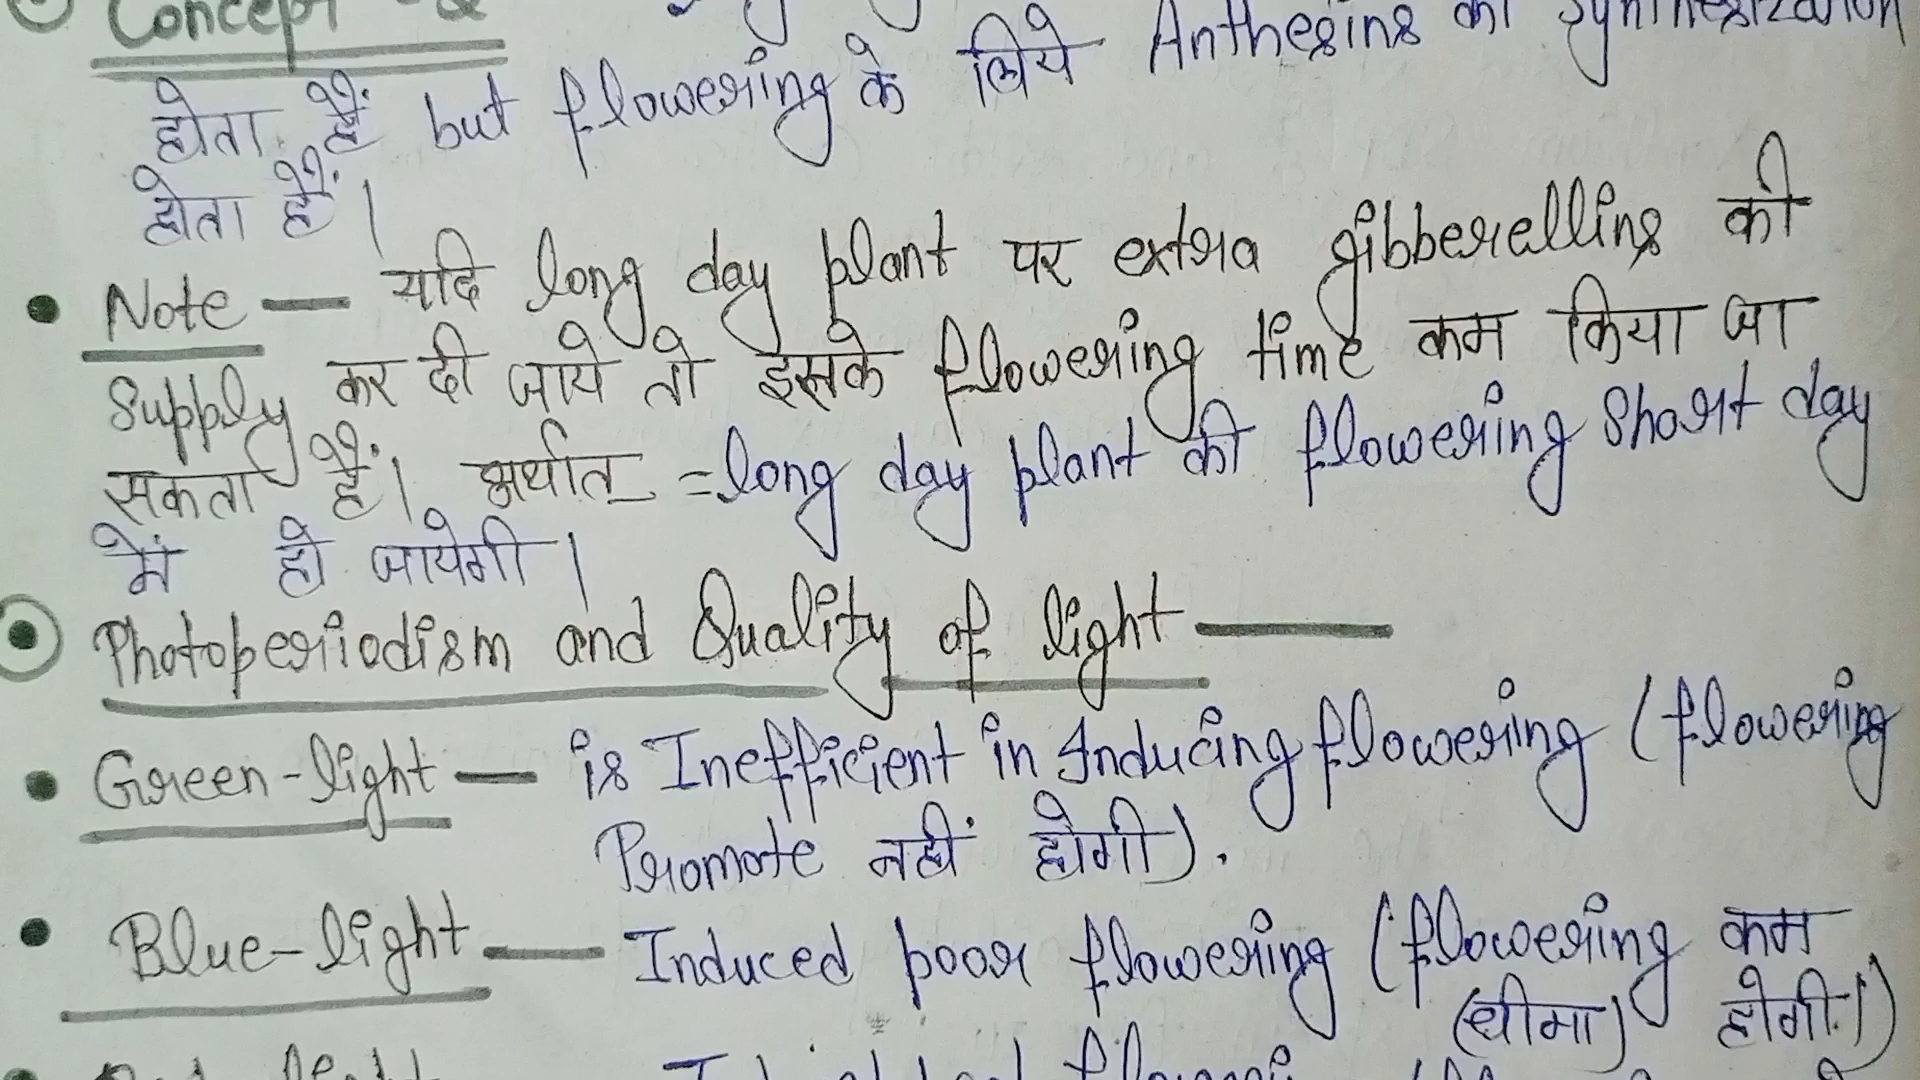 Concept -&
Anthesins का Synthesization
होता हैं but flowering के लिये
होता हैं।
• Note — यदि long day plant पर extra gibberellins की
Supply कर दी जाये तो इसके flowering time कम किया जा
सकता हैं। अर्थात = long day plant की flowering Short day
में हो जायेगी।
Photoperiodism and Quality of light —
• Green-light — is Inefficient in Inducing flowering (flowering
Promote नहीं होगी).
• Blue-light — Induced poor flowering (flowering कम
(धीमा) होगी।)